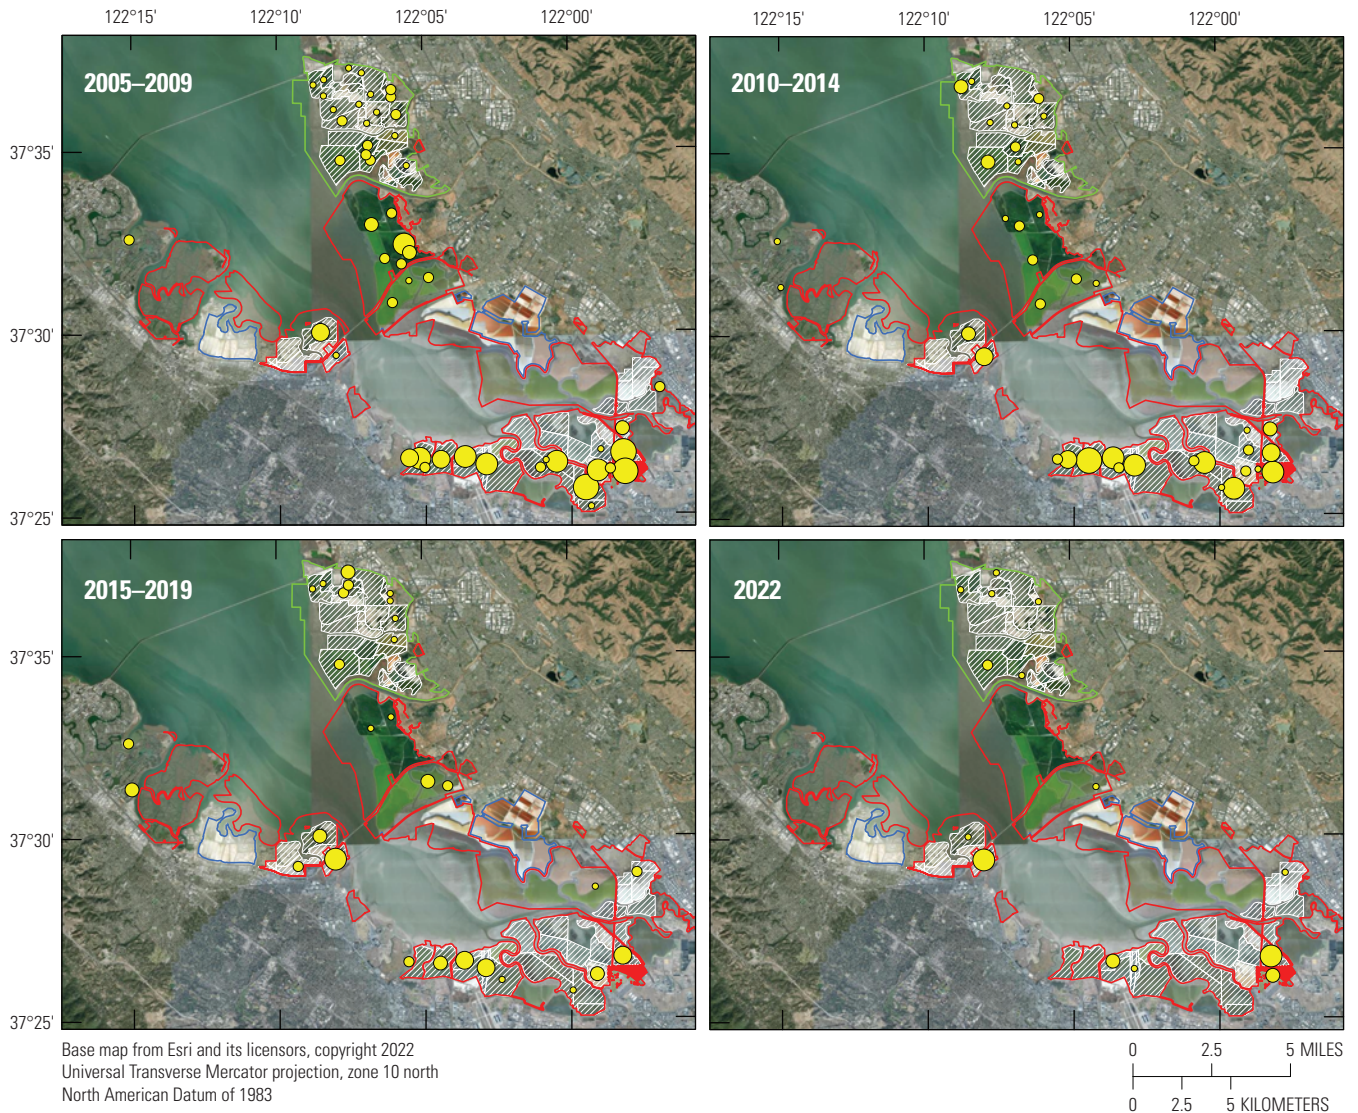 122°15' 122°10' 122°05' 122°00' 122°15' 122°10' 122°05' 122°00'
2005–2009
2010–2014
37°35'
37°30'
37°25'
2015–2019
2022
37°35'
37°30'
37°25'
Base map from Esri and its licensors, copyright 2022
Universal Transverse Mercator projection, zone 10 north
North American Datum of 1983
0 2.5 5 MILES
0 2.5 5 KILOMETERS